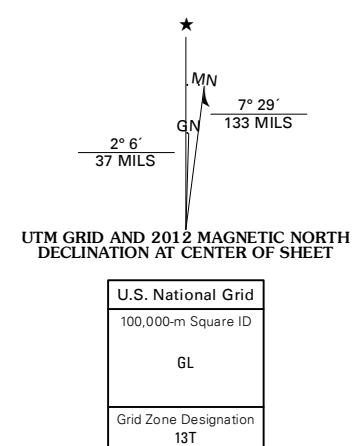 ★
MN
7° 29´
133 MILS
GN
2° 6´
37 MILS
UTM GRID AND 2012 MAGNETIC NORTH
DECLINATION AT CENTER OF SHEET
U.S. National Grid
100,000-m Square ID
GL
Grid Zone Designation
13T